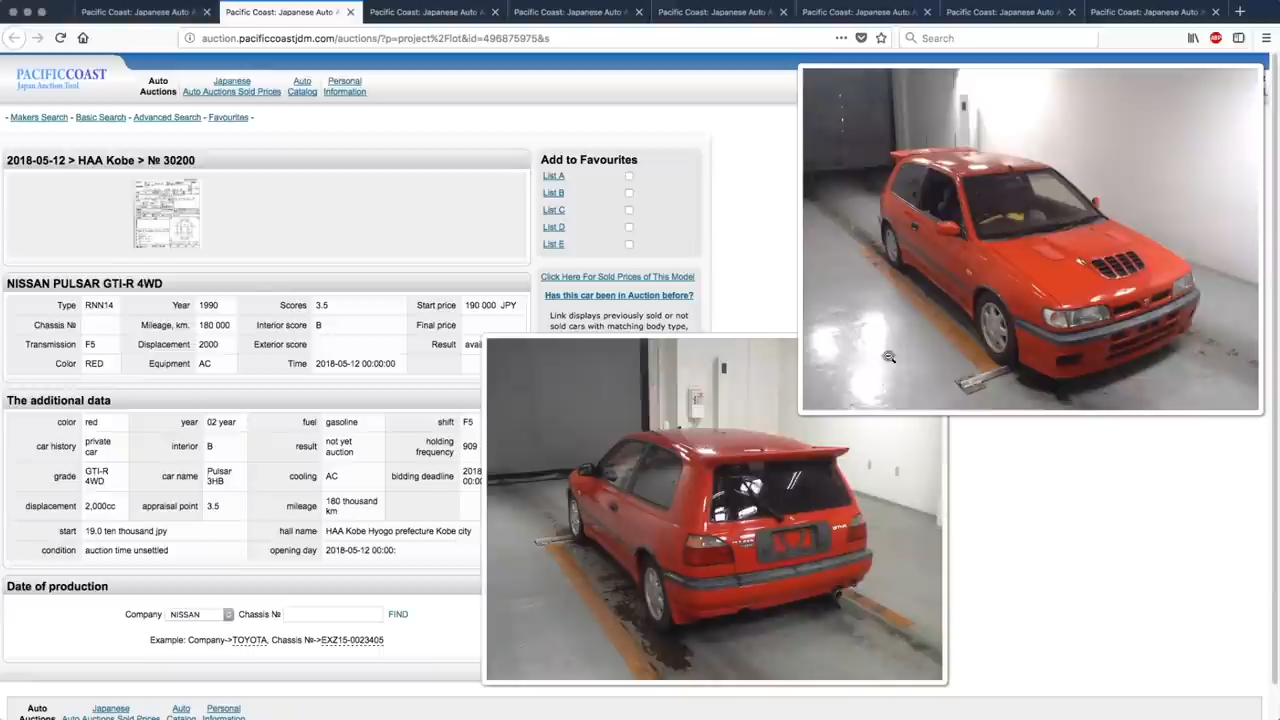 Pacific Coast: Japanese Auto A
Pacific Coast: Japanese Auto A
Pacific Coast: Japanese Auto A
Pacific Coast: Japanese Auto A
Pacific Coast: Japanese Auto A
Pacific Coast: Japanese Auto A
Pacific Coast: Japanese Auto A
Pacific Coast: Japanese Auto A
auction.pacificcoastjdm.com/auctions/?p=project%2Flot&id=496875975&s
Search
ABP
PACIFICCOAST
Japan Auction Tool
Auto Auctions
Japanese Auto Auctions Sold Prices
Auto Catalog
Personal Information
- Makers Search - Basic Search - Advanced Search - Favourites -
2018-05-12 > HAA Kobe > № 30200
Add to Favourites
List A
List B
List C
List D
List E
Click Here For Sold Prices of This Model
Has this car been in Auction before?
Link displays previously sold or not
sold cars with matching body type,
NISSAN PULSAR GTI-R 4WD
Type RNN14 Year 1990 Scores 3.5 Start price 190 000 JPY
Chassis № Mileage, km. 180 000 Interior score B Final price
Transmission F5 Displacement 2000 Exterior score Result avai
Color RED Equipment AC Time 2018-05-12 00:00:00
The additional data
color red year 02 year fuel gasoline shift F5
car history private car interior B result not yet auction holding frequency 909
grade GTI-R 4WD car name Pulsar 3HB cooling AC bidding deadline 2018 00:00
displacement 2,000cc appraisal point 3.5 mileage 180 thousand km
start 19.0 ten thousand jpy hall name HAA Kobe Hyogo prefecture Kobe city
condition auction time unsettled opening day 2018-05-12 00:00:
Date of production
Company NISSAN Chassis № FIND
Example: Company->TOYOTA, Chassis №->EXZ15-0023405
Auto Auctions
Japanese Auto Auctions Sold Prices
Auto Catalog
Personal Information